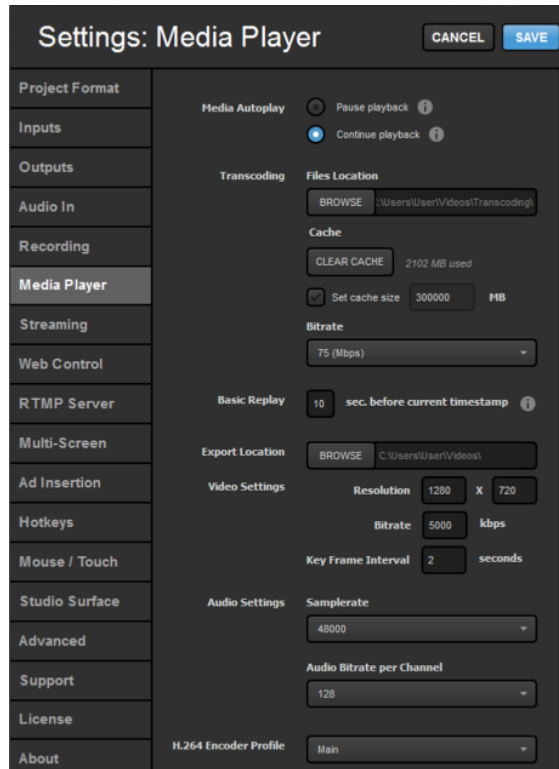 Settings: Media Player
CANCEL
SAVE
Project Format
Inputs
Outputs
Audio In
Recording
Media Player
Streaming
Web Control
RTMP Server
Multi-Screen
Ad Insertion
Hotkeys
Mouse / Touch
Studio Surface
Advanced
Support
License
About
Media Autoplay
Pause playback
Continue playback
Transcoding
Files Location
BROWSE :\Users\User\Videos\Transcoding\
Cache
CLEAR CACHE 2102 MB used
Set cache size 300000 MB
Bitrate
75 (Mbps)
Basic Replay 10 sec. before current timestamp
Export Location BROWSE C:\Users\User\Videos\
Video Settings Resolution 1280 X 720
Bitrate 5000 kbps
Key Frame Interval 2 seconds
Audio Settings Samplerate
48000
Audio Bitrate per Channel
128
H.264 Encoder Profile Main